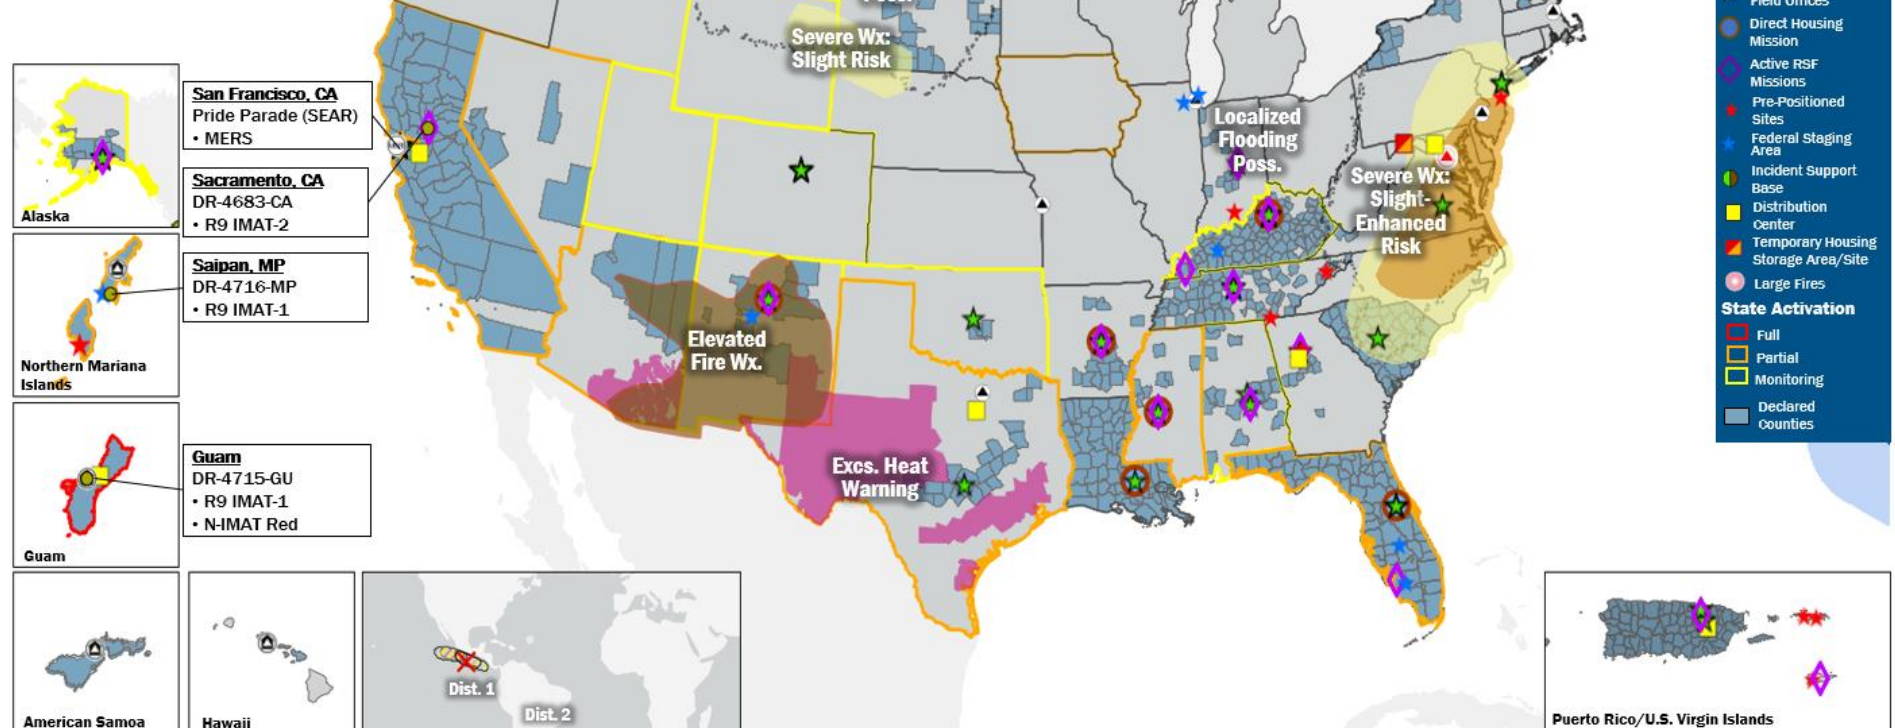 Poss.
Severe Wx:
Slight Risk
San Francisco, CA
Pride Parade (SEAR)
• MERS
Sacramento, CA
DR-4683-CA
• R9 IMAT-2
Alaska
Saipan, MP
DR-4716-MP
• R9 IMAT-1
Northern Mariana
Islands
Guam
DR-4715-GU
• R9 IMAT-1
• N-IMAT Red
Guam
American Samoa
Hawaii
Dist. 1
Dist. 2
Elevated
Fire Wx.
Excs. Heat
Warning
Localized
Flooding
Poss.
Severe Wx:
Slight-
Enhanced
Risk
Field Offices
Direct Housing
Mission
Active RSF
Missions
Pre-Positioned
Sites
Federal Staging
Area
Incident Support
Base
Distribution
Center
Temporary Housing
Storage Area/Site
Large Fires
State Activation
Full
Partial
Monitoring
Declared
Counties
Puerto Rico/U.S. Virgin Islands